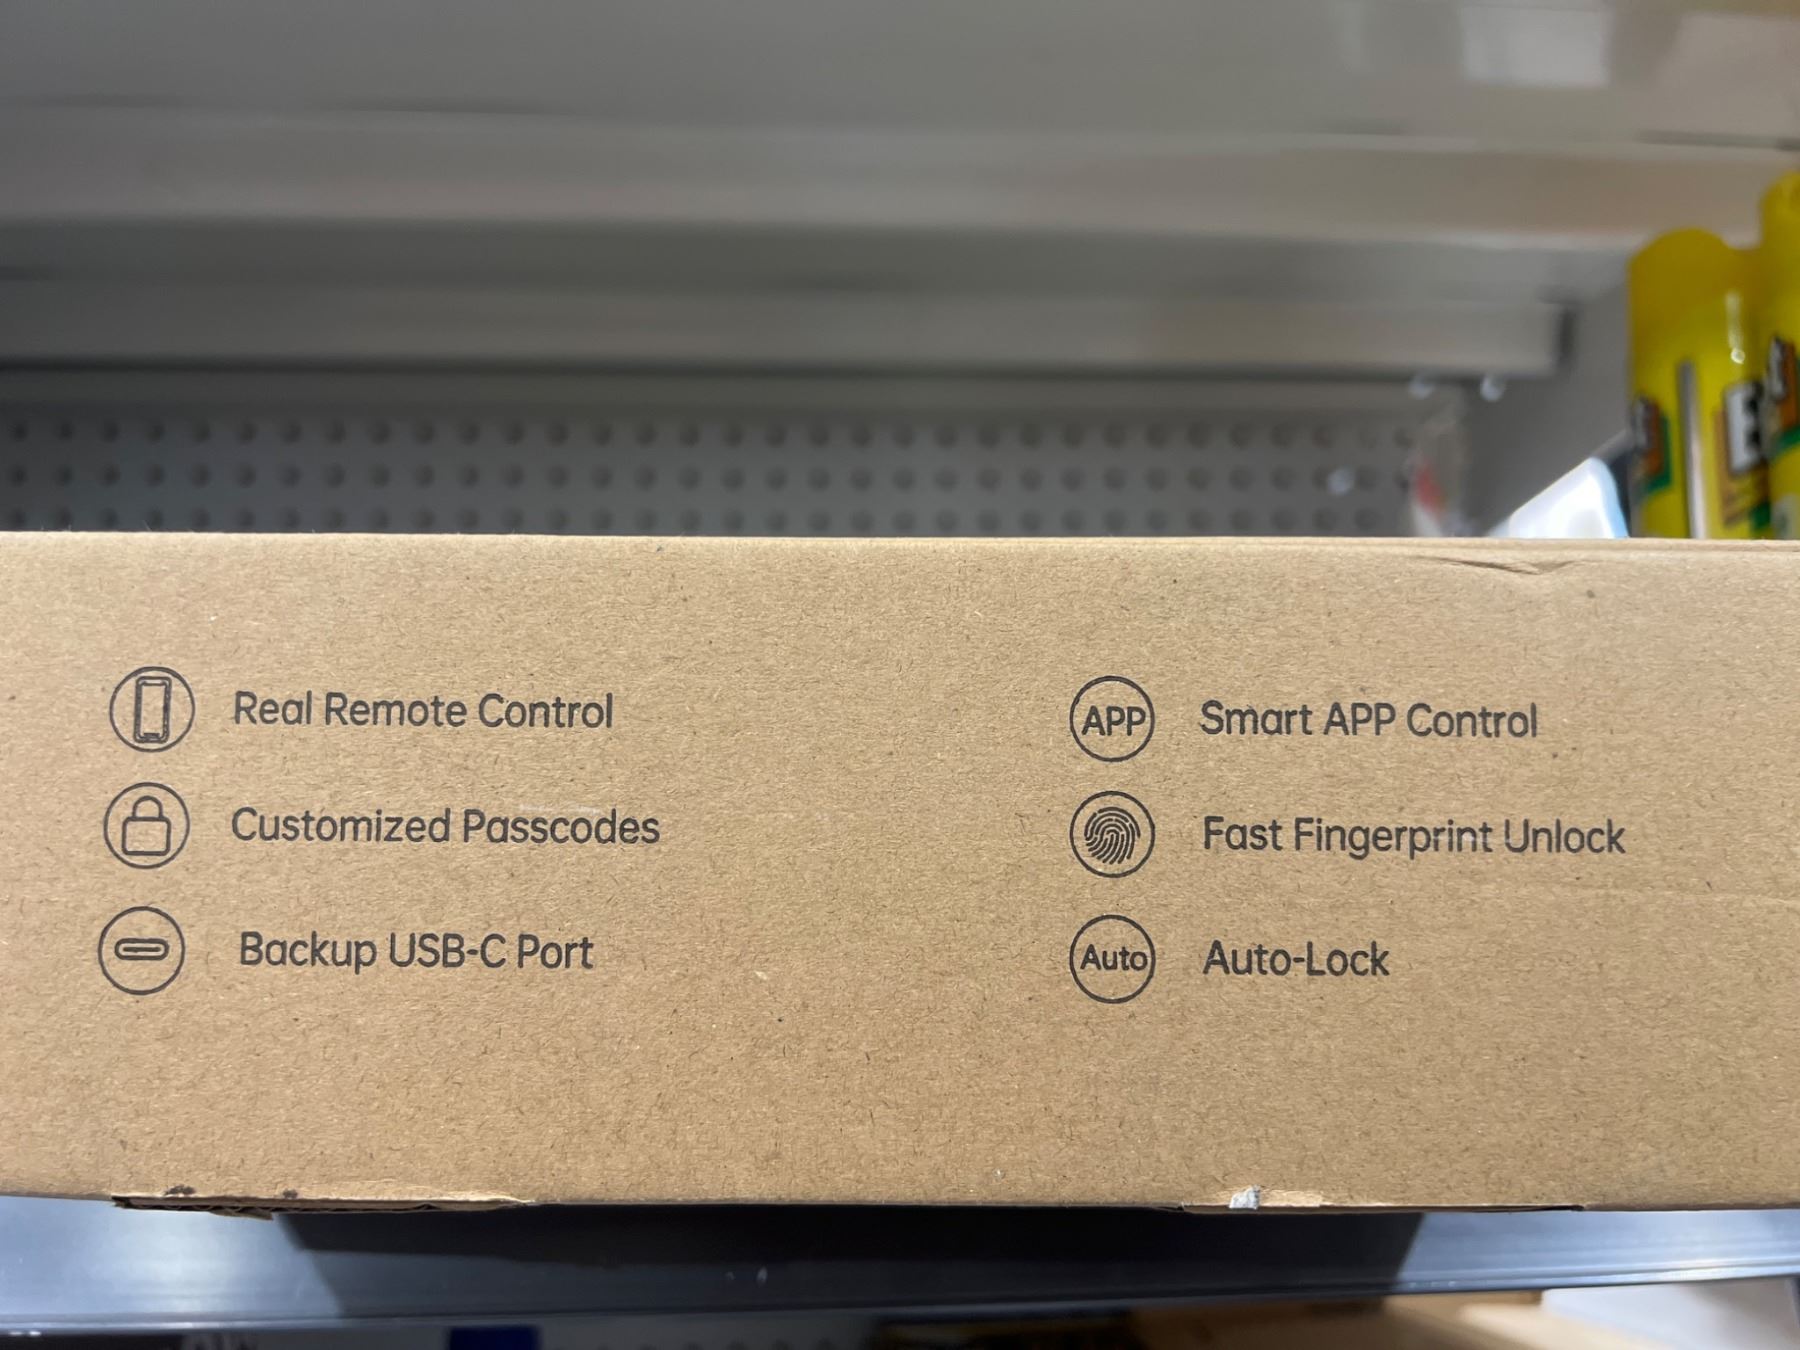 Real Remote Control
Customized Passcodes
Backup USB-C Port
APP Smart APP Control
Fast Fingerprint Unlock
Auto Auto-Lock